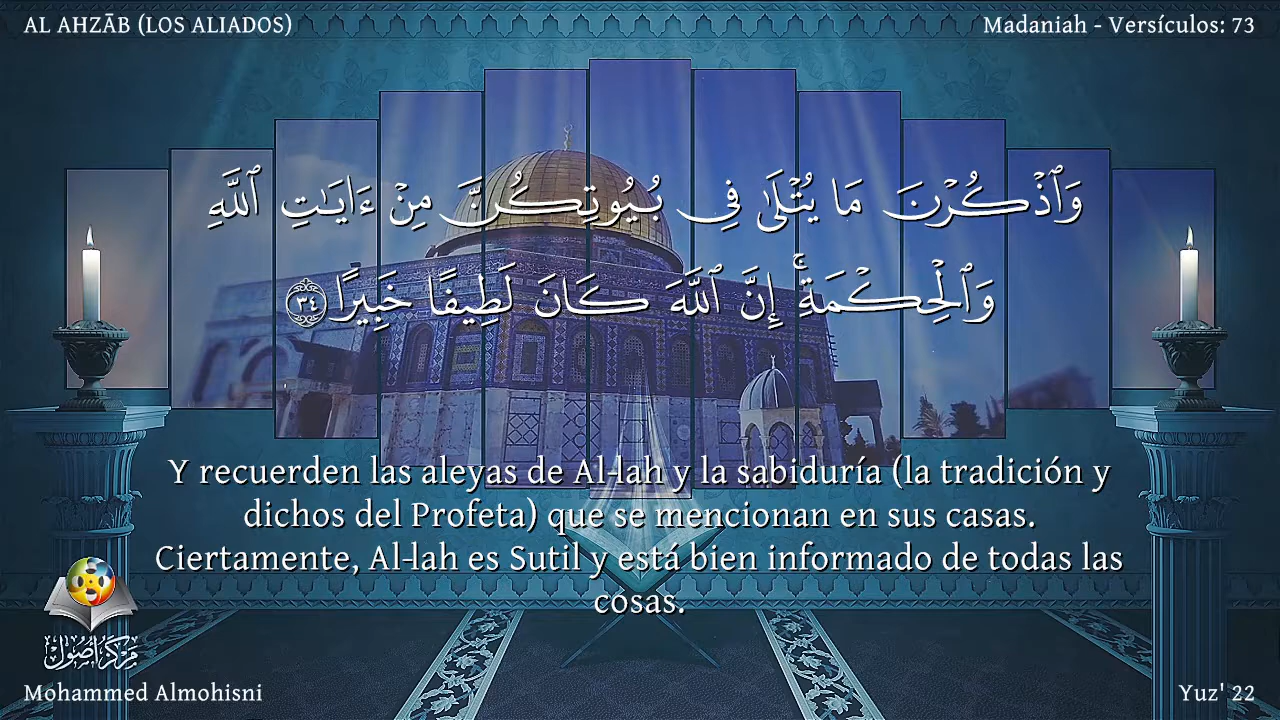 AL AHZĀB (LOS ALIADOS)
Madaniah - Versículos: 73
وَٱذۡكُرۡنَ مَا يُتۡلَىٰ فِي بُيُوتِكُنَّ مِنۡ ءَايَٰتِ ٱللَّهِ
وَٱلۡحِكۡمَةِۚ إِنَّ ٱللَّهَ كَانَ لَطِيفًا خَبِيرًا ٣٤
Y recuerden las aleyas de Al-lah y la sabiduría (la tradición y
dichos del Profeta) que se mencionan en sus casas.
Ciertamente, Al-lah es Sutil y está bien informado de todas las
cosas.
مركز أصول
Mohammed Almohisni
Yuz' 22